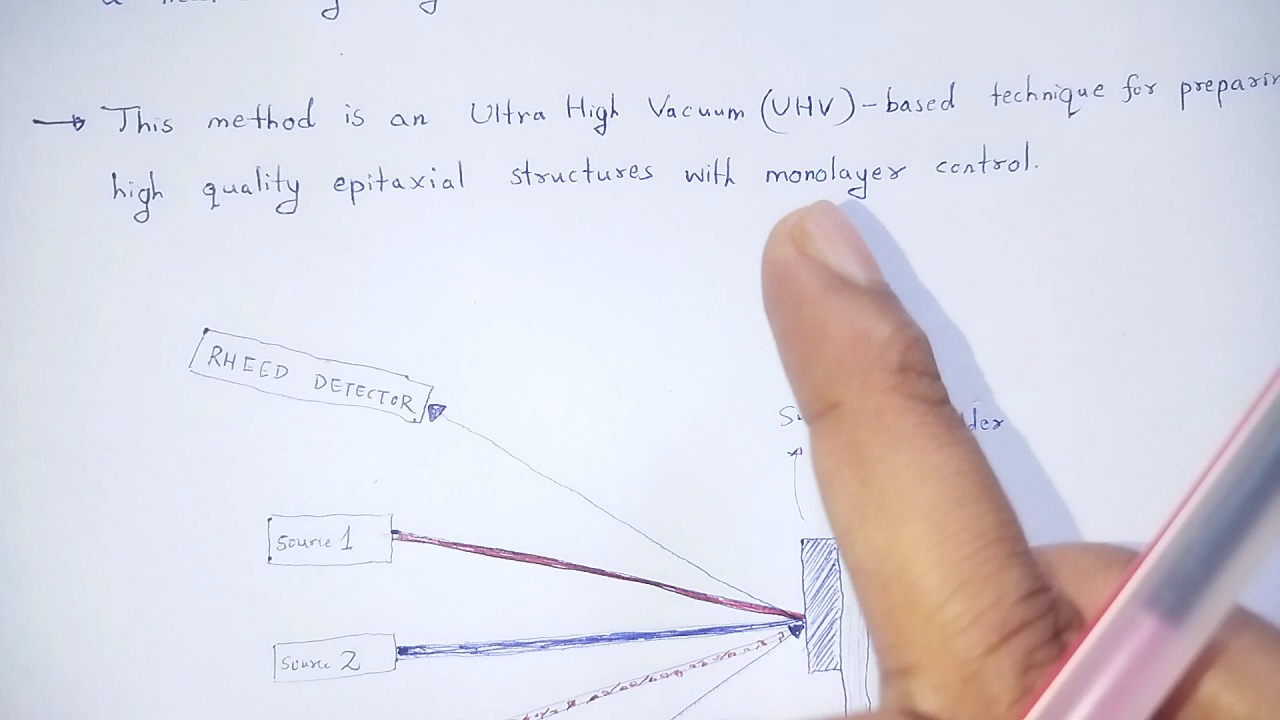 → This method is an Ultra High Vacuum (UHV)-based technique for
high quality epitaxial structures with monolayer control.
RHEED DETECTOR
Source 1
Source 2